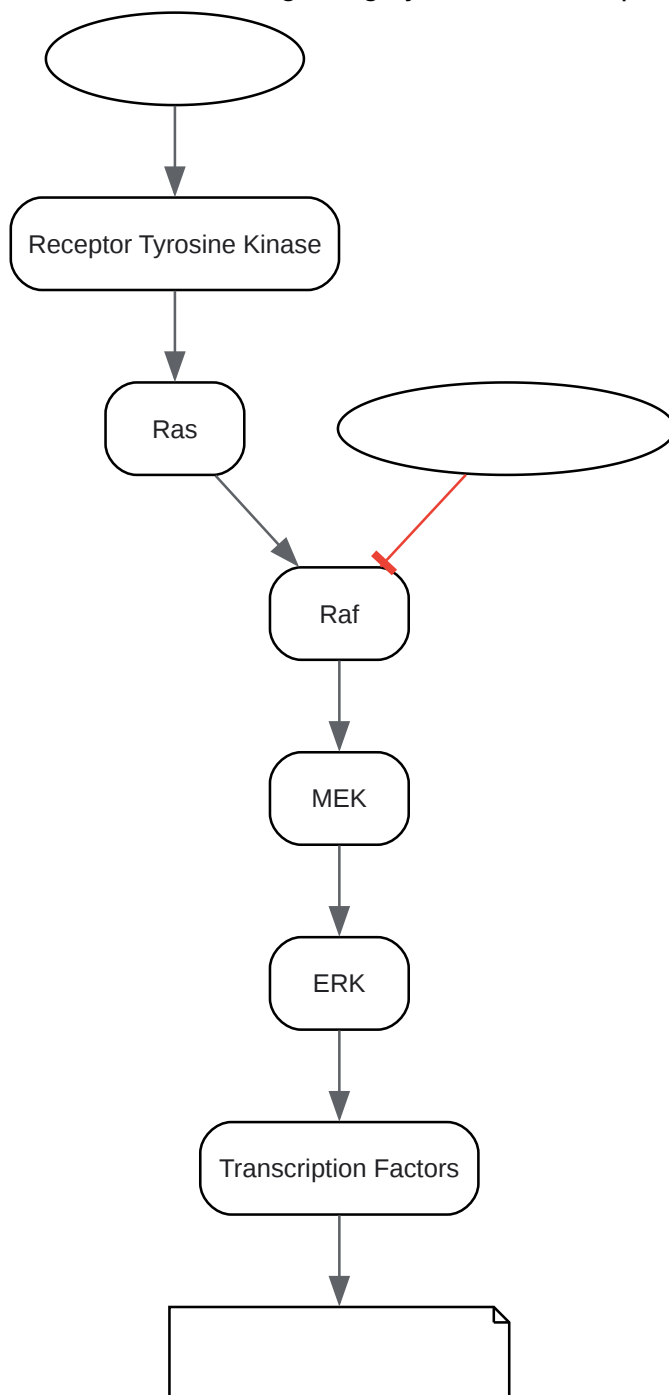 Receptor Tyrosine Kinase
Ras
Raf
MEK
ERK
Transcription Factors